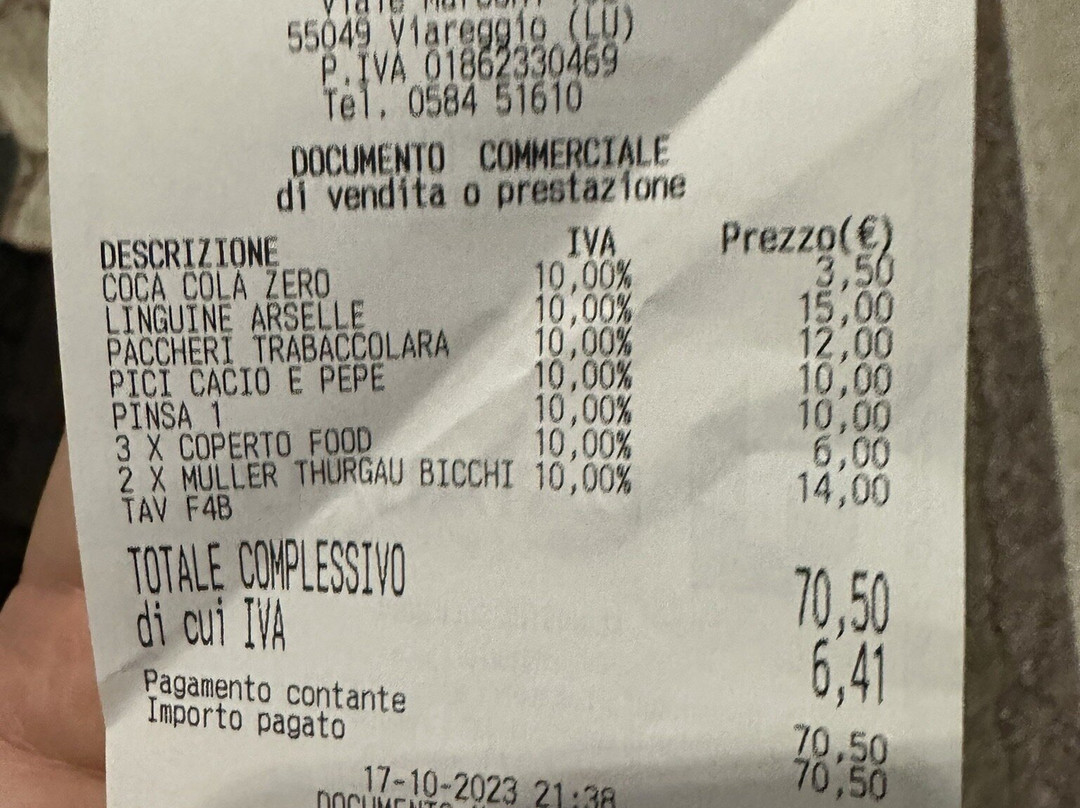 55049 Viareggio (LU)
P.IVA 01862330469
Tel. 0584 51610
DOCUMENTO COMMERCIALE
di vendita o prestazione
DESCRIZIONE IVA Prezzo(€)
COCA COLA ZERO 10,00% 3,50
LINGUINE ARSELLE 10,00% 15,00
PACCHERI TRABACCOLARA 10,00% 12,00
PICI CACIO E PEPE 10,00% 10,00
PINSA 1 10,00% 10,00
3 X COPERTO FOOD 10,00% 6,00
2 X MULLER THURGAU BICCHI 10,00% 14,00
TAV F4B
TOTALE COMPLESSIVO 70,50
di cui IVA 6,41
Pagamento contante 70,50
Importo pagato 70,50
17-10-2023 21:38
DOCUMENTO